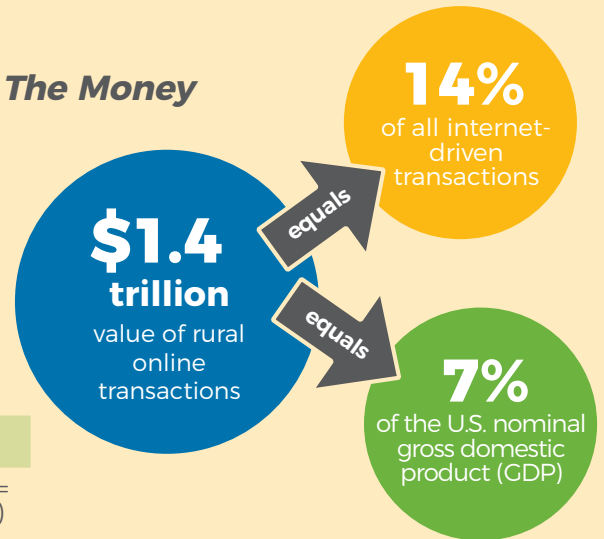 The Money
$1.4
trillion
value of rural
online
transactions
equals
14%
of all internet-
driven
transactions
equals
7%
of the U.S. nominal
gross domestic
product (GDP)
=
)